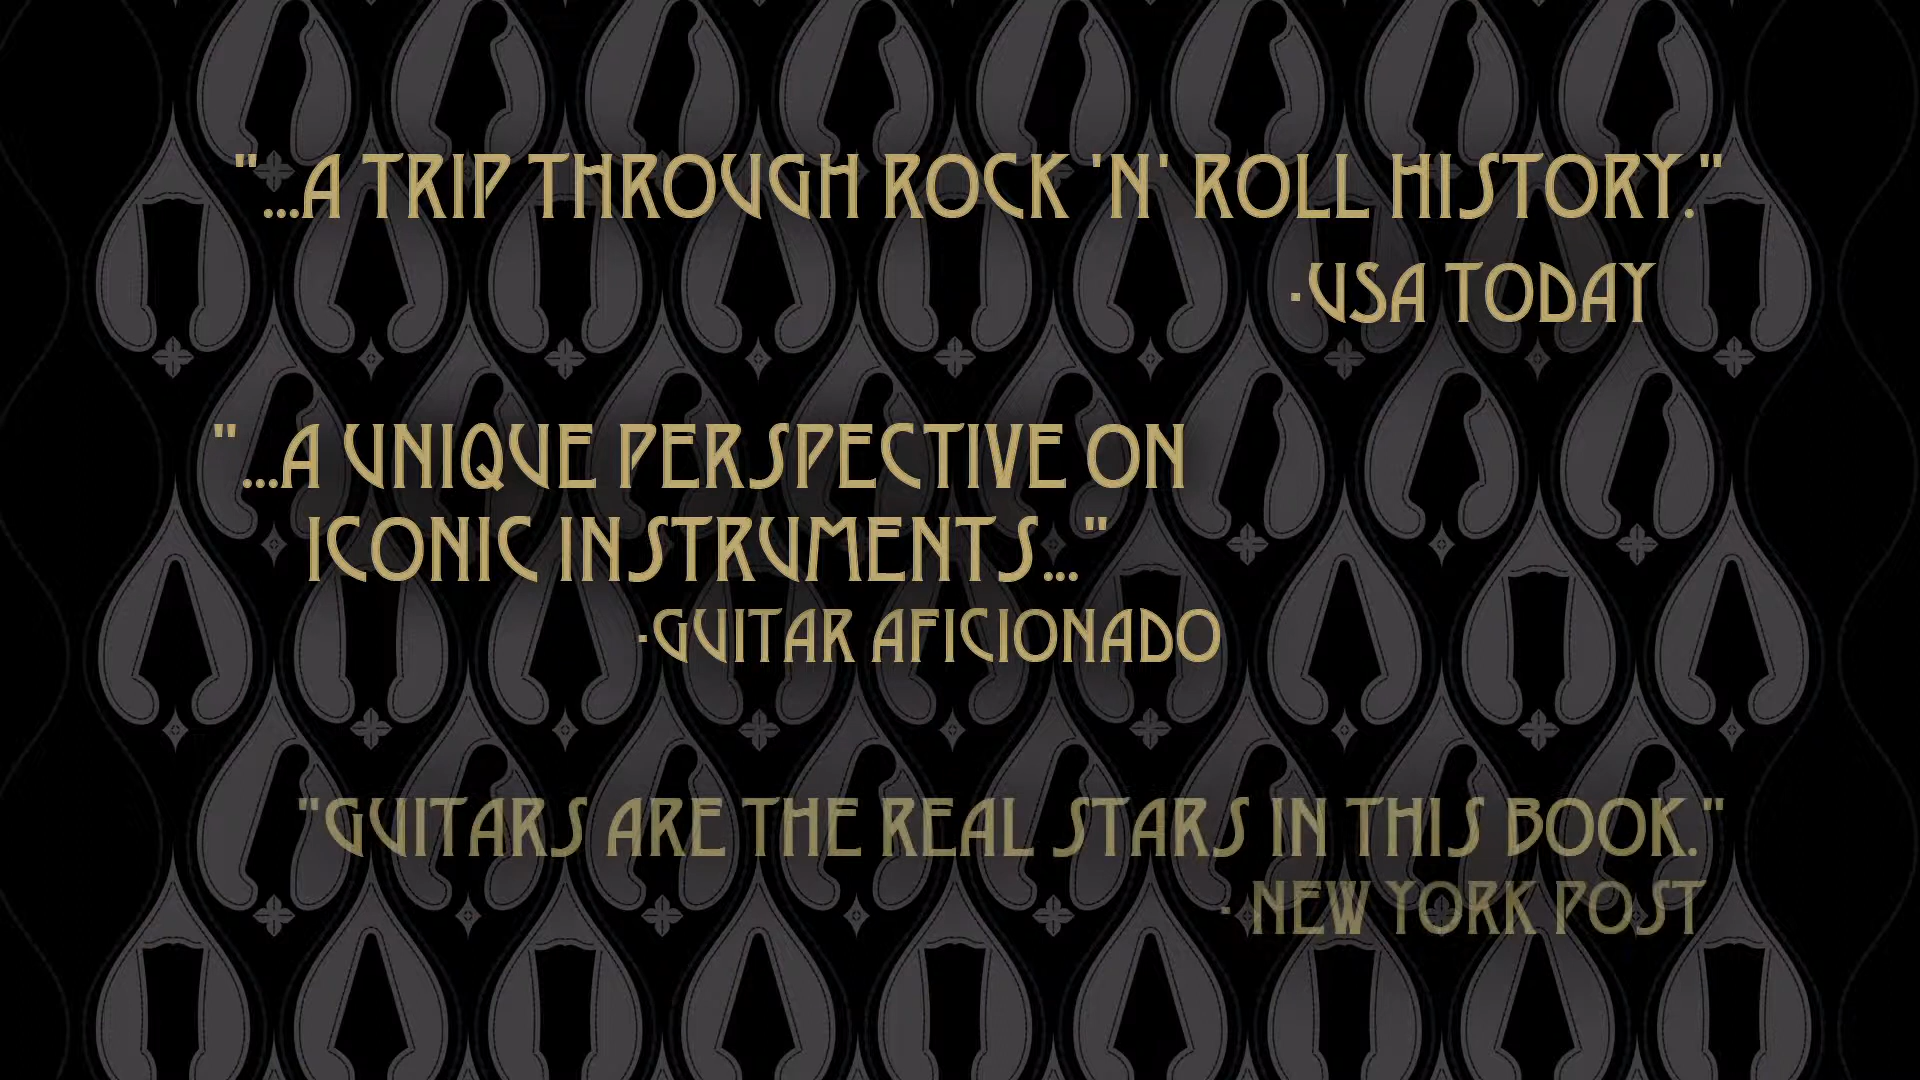 "...A TRIP THROUGH ROCK 'N' ROLL HISTORY."
-USA TODAY
"...A UNIQUE PERSPECTIVE ON
ICONIC INSTRUMENTS..."
-GUITAR AFICIONADO
"GUITARS ARE THE REAL STARS IN THIS BOOK."
- NEW YORK POST